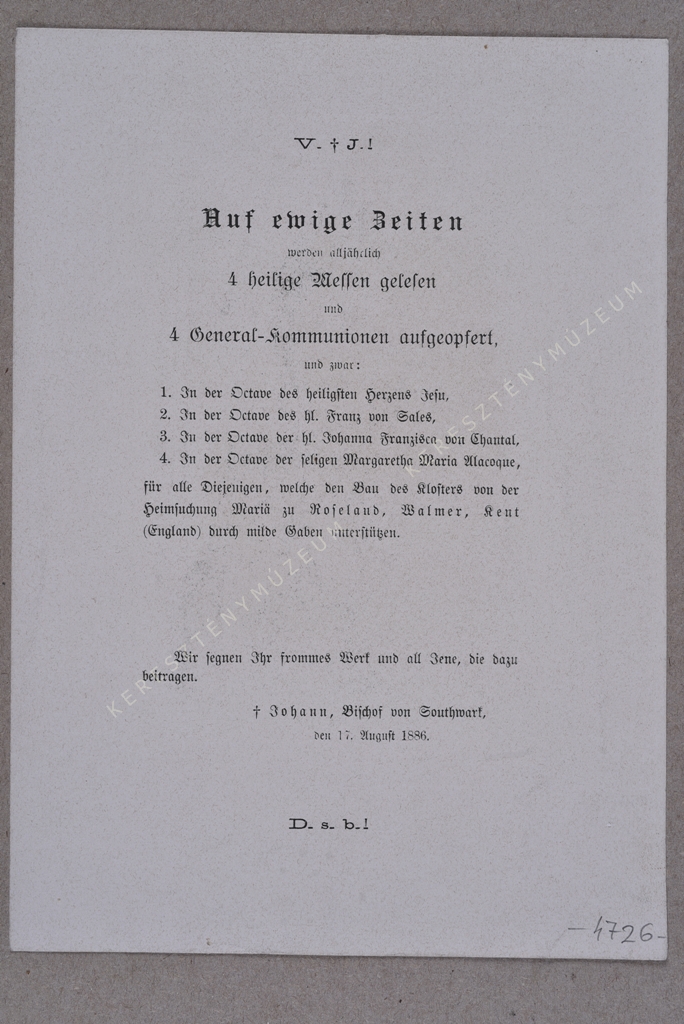 V. † J.!
Auf ewige Zeiten
werden alljährlich
4 heilige Messen gelesen
und
4 General-Kommunionen aufgeopfert,
und zwar:
1. In der Octave des heiligsten Herzens Jesu,
2. In der Octave des hl. Franz von Sales,
3. In der Octave der hl. Johanna Franzisca von Chantal,
4. In der Octave der seligen Margaretha Maria Alacoque,
für alle Diejenigen, welche den Bau des Klosters von der
Heimsuchung Mariä zu Roseland, Walmer, Kent
(England) durch milde Gaben unterstützen.
Wir segnen Ihr frommes Werk und all Jene, die dazu
beitragen.
† Johann, Bischof von Southwark,
den 17. August 1886.
D. s. b.!
-4726-
KERESZTÉNYMÚZEUM
KERESZTÉNYMÚZEUM